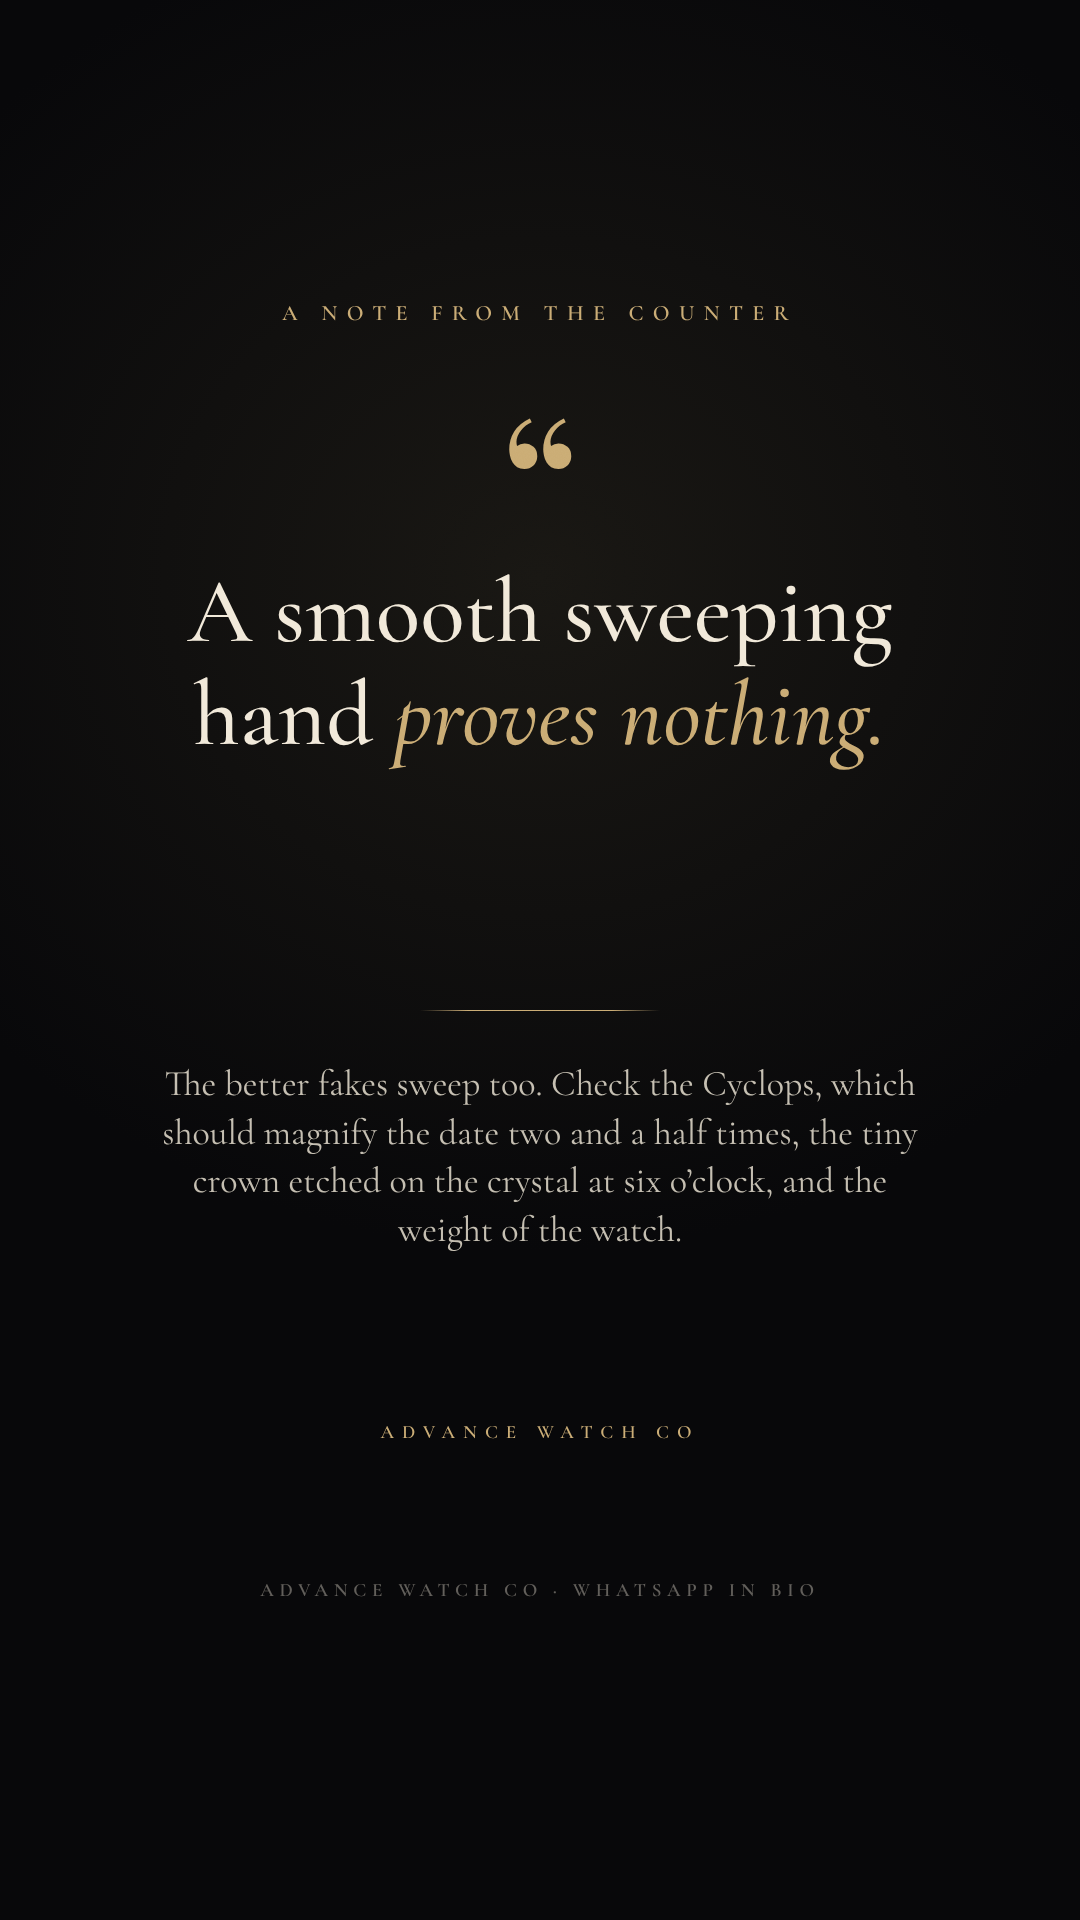 A NOTE FROM THE COUNTER
“
A smooth sweeping
hand proves nothing.
The better fakes sweep too. Check the Cyclops, which
should magnify the date two and a half times, the tiny
crown etched on the crystal at six o’clock, and the
weight of the watch.
ADVANCE WATCH CO
ADVANCE WATCH CO · WHATSAPP IN BIO